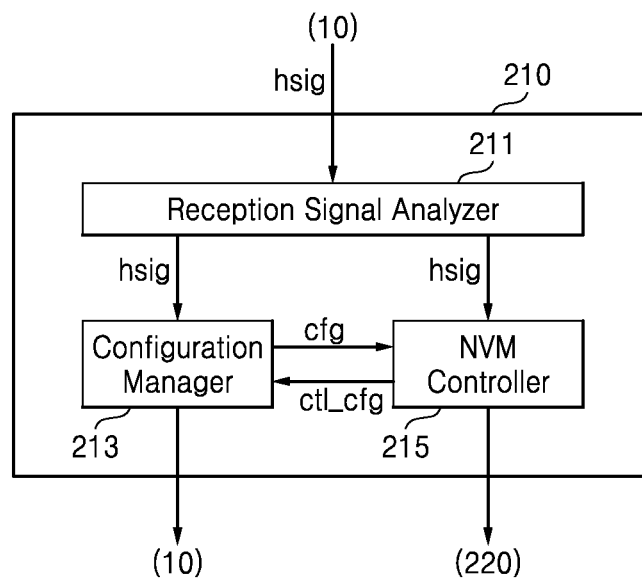 (10)
hsig
210
211
Reception Signal Analyzer
hsig
hsig
Configuration
Manager
cfg
ctl_cfg
NVM
Controller
213
215
(10)
(220)